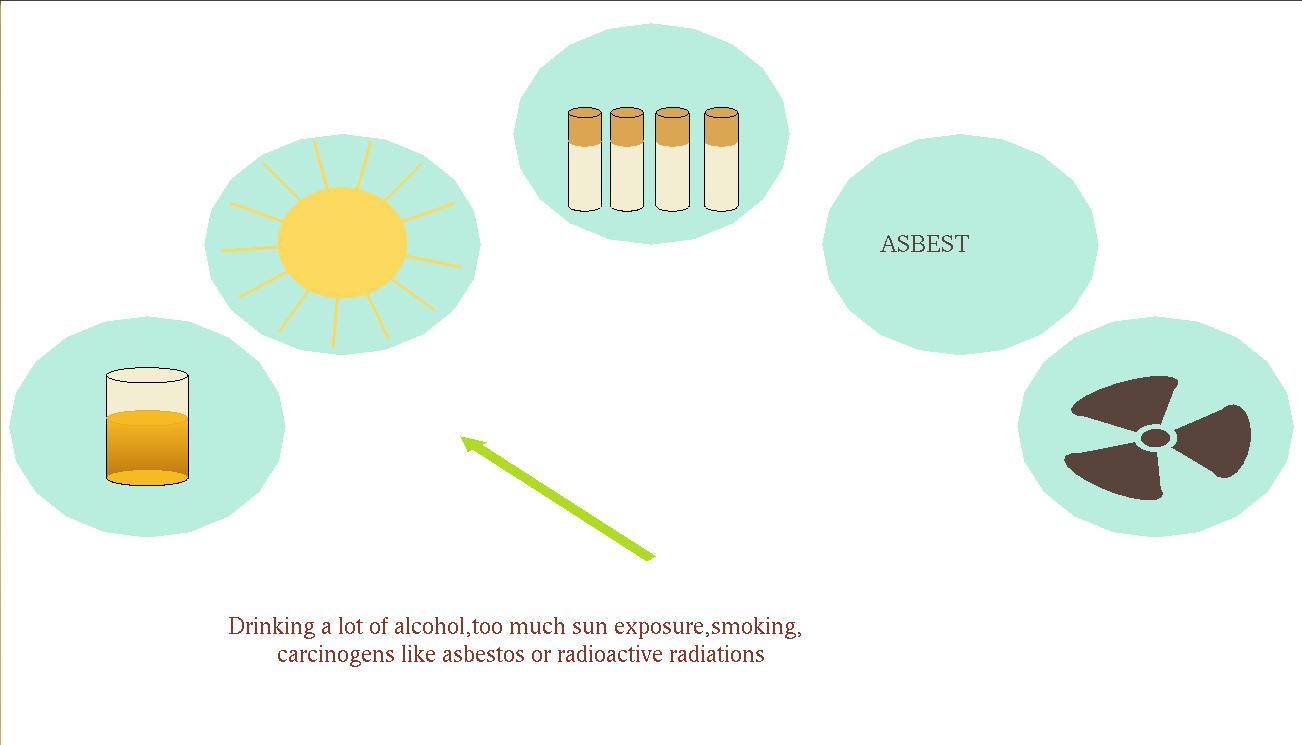 ASBEST
Drinking a lot of alcohol,too much sun exposure,smoking,
carcinogens like asbestos or radioactive radiations